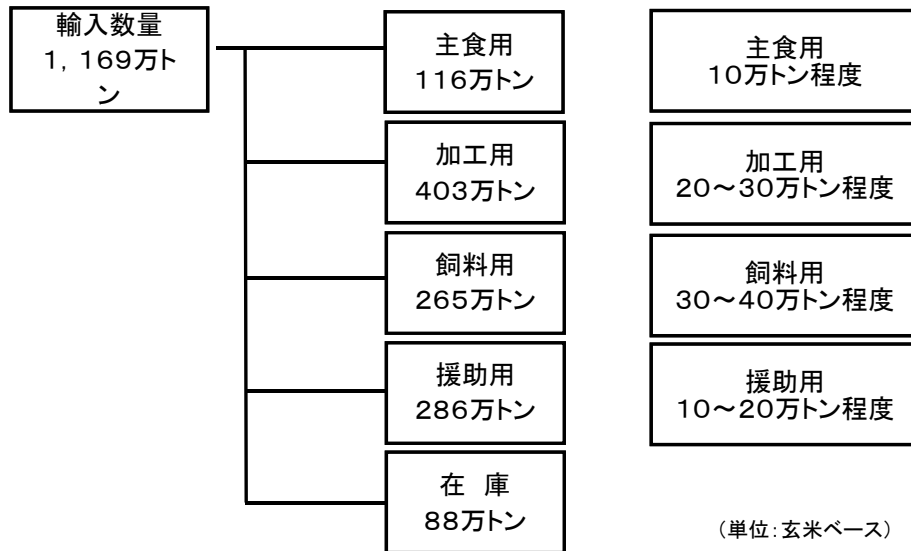 輸入数量
１，１６９万ト
ン
主食用
１１６万トン
加工用
４０３万トン
飼料用
２６５万トン
援助用
２８６万トン
在　庫
８８万トン
主食用
１０万トン程度
加工用
２０～３０万トン程度
飼料用
３０～４０万トン程度
援助用
１０～２０万トン程度
（単位：玄米ベース）